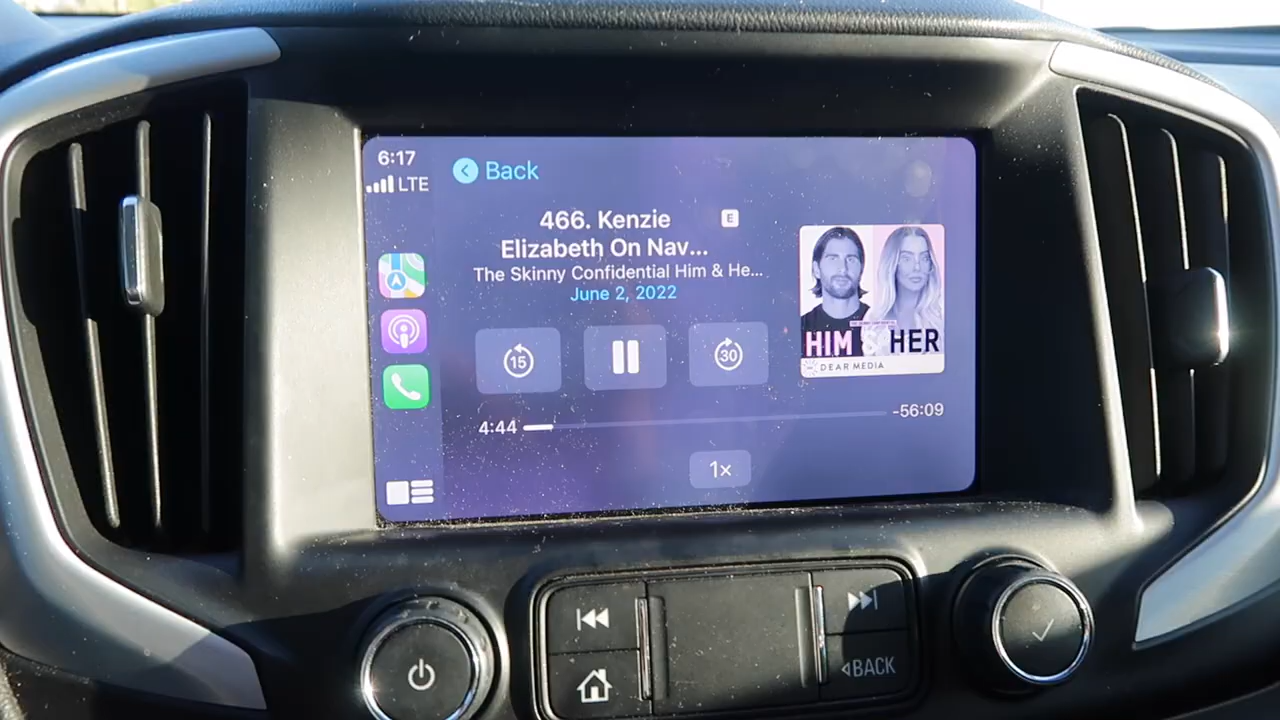 6:17
LTE
Back
466. Kenzie
E
Elizabeth On Nav...
The Skinny Confidential Him & He...
June 2, 2022
15
30
4:44
-56:09
1x
HIM & HER
DEAR MEDIA
BACK